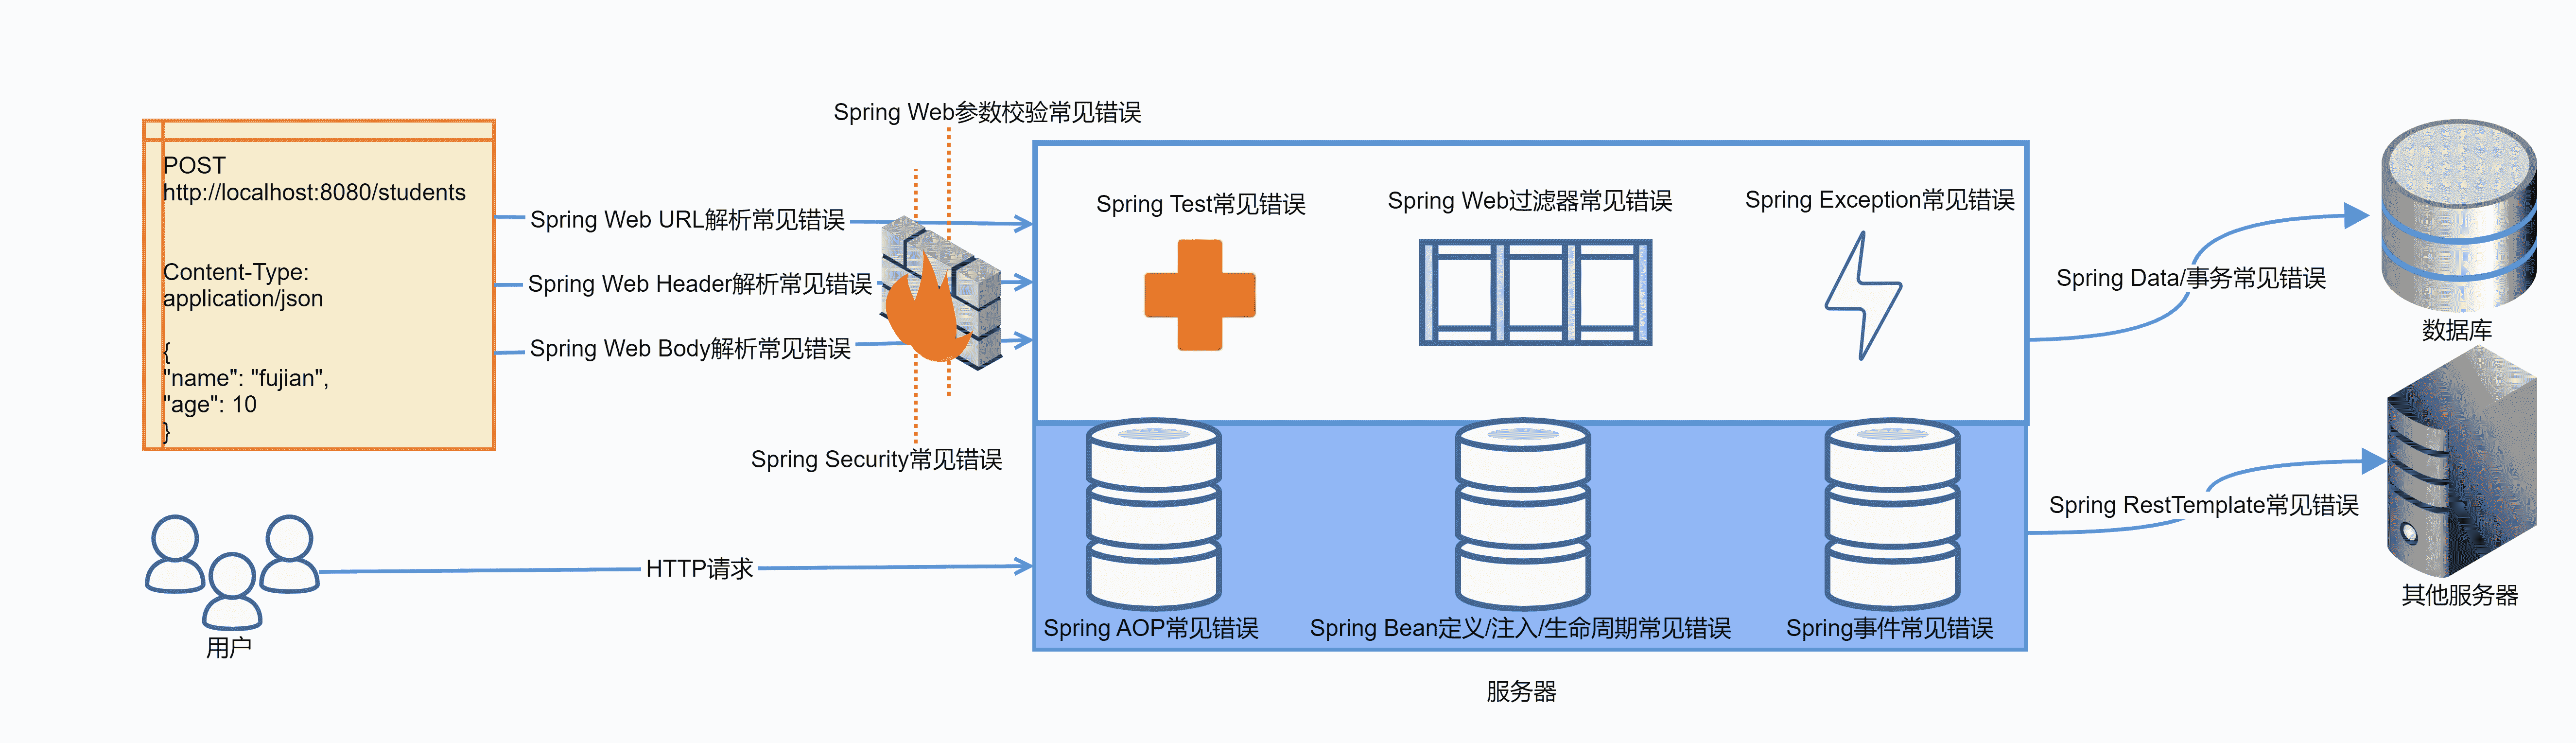 Spring Web参数校验常见错误
POST
http://localhost:8080/students
Content-Type:
application/json
{
"name": "fujian",
"age": 10
}
Spring Web URL解析常见错误
Spring Web Header解析常见错误
Spring Web Body解析常见错误
Spring Security常见错误
用户
HTTP请求
Spring Test常见错误
Spring Web过滤器常见错误
Spring Exception常见错误
Spring AOP常见错误
Spring Bean定义/注入/生命周期常见错误
Spring事件常见错误
服务器
Spring Data/事务常见错误
数据库
Spring RestTemplate常见错误
其他服务器